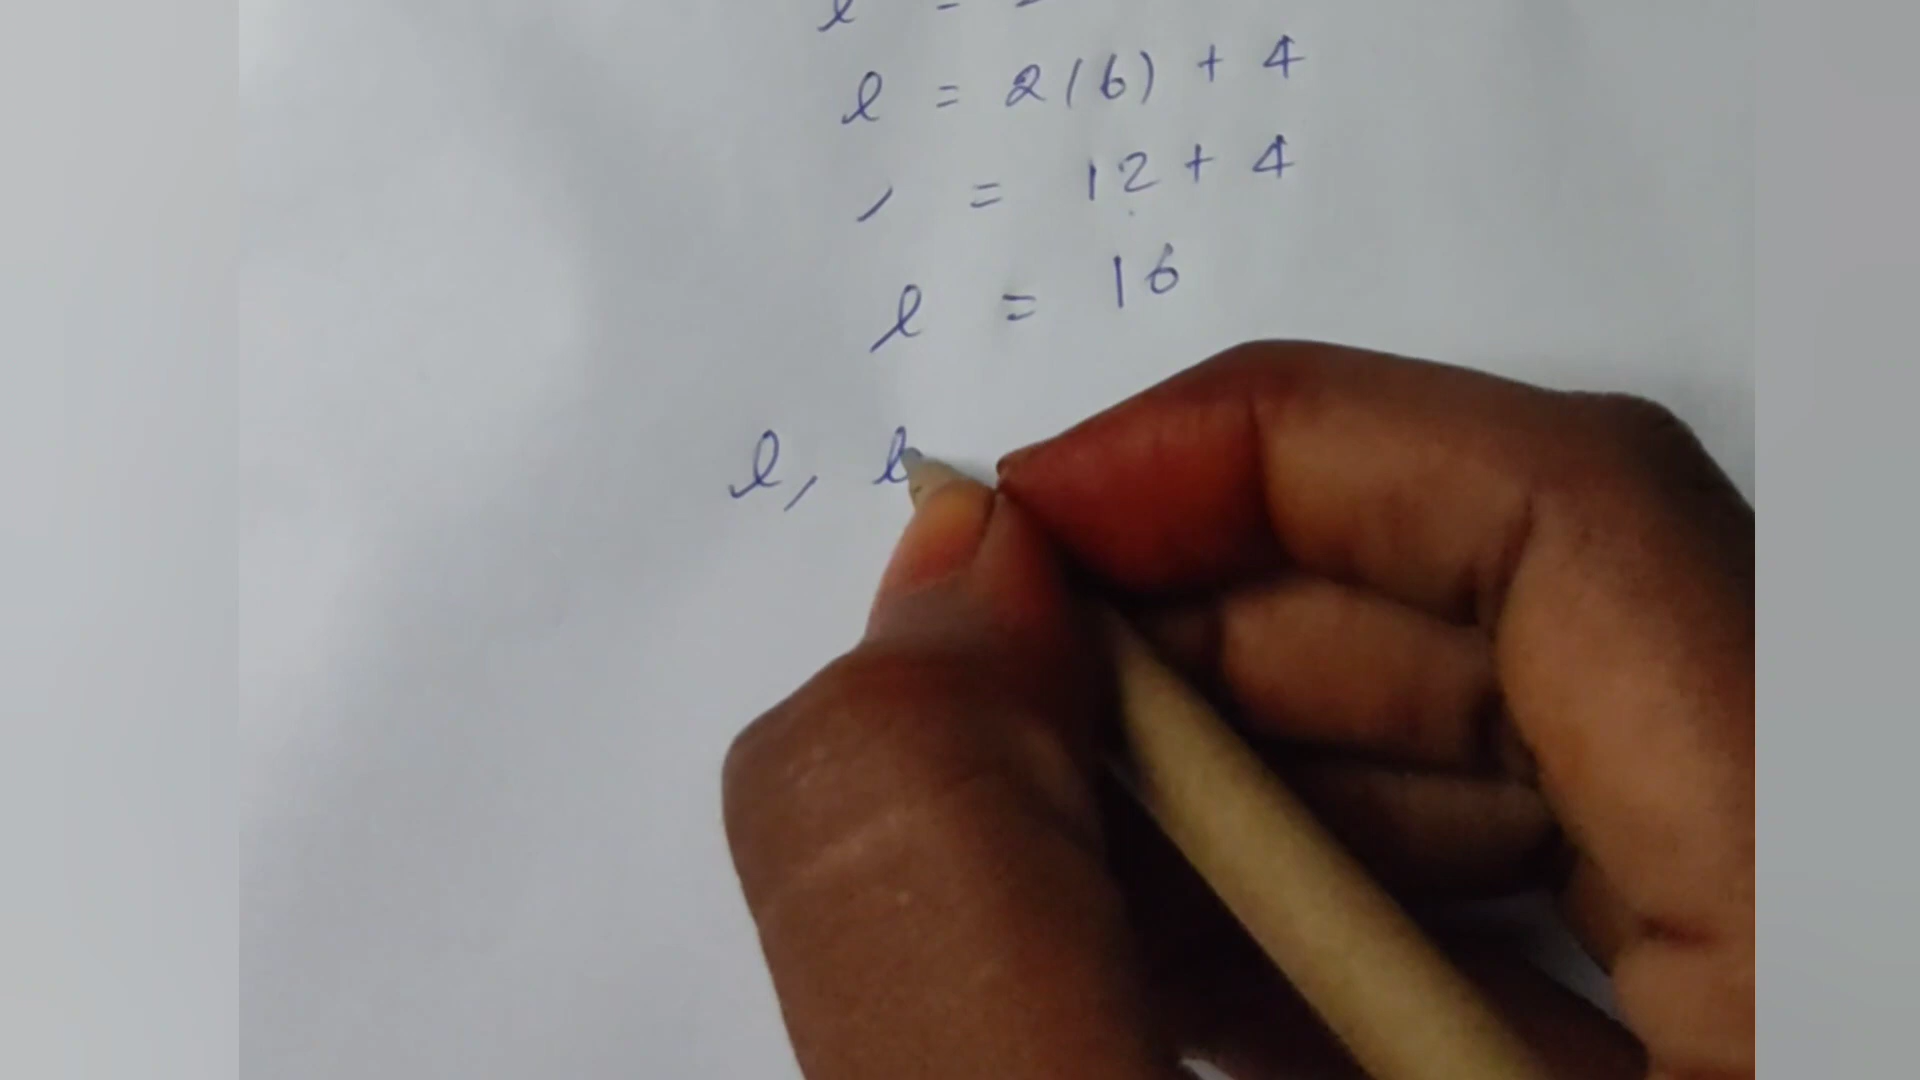 l = 2(6) + 4
, = 12 + 4
l = 16
l, b